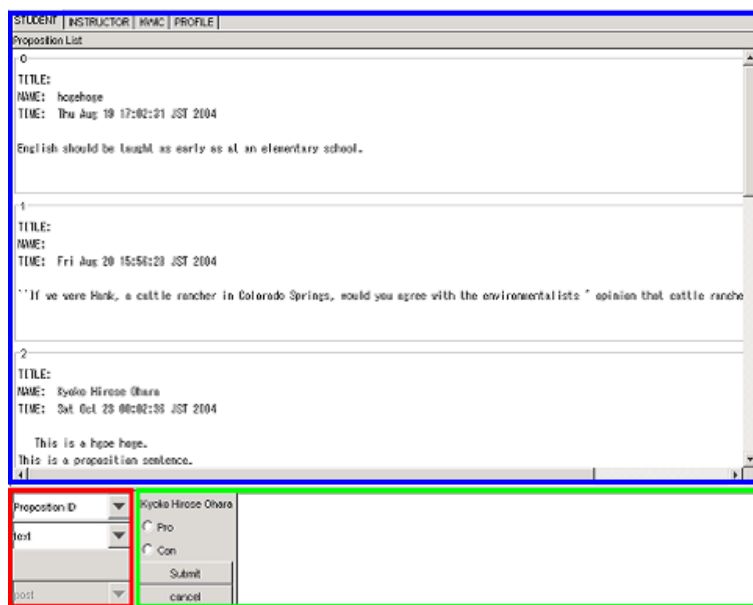 STUDENT INSTRUCTOR KWIC PROFILE
Proposition List
0
TITLE:
NAME: hogehoge
TIME: Thu Aug 19 17:02:31 JST 2004
English should be taught as early as at an elementary school.
1
TITLE:
NAME:
TIME: Fri Aug 20 15:56:28 JST 2004
``If we were Hank, a cattle rancher in Colorado Springs, would you agree with the environmentalists ' opinion that cattle ranche
2
TITLE:
NAME: Kyoko Hirose Ohara
TIME: Sat Oct 23 00:02:36 JST 2004
This is a hgoe hoge.
This is a proposition sentence.
Proposition ID
text
post
Kyoko Hirose Ohara
Pro
Con
Submit
cancel